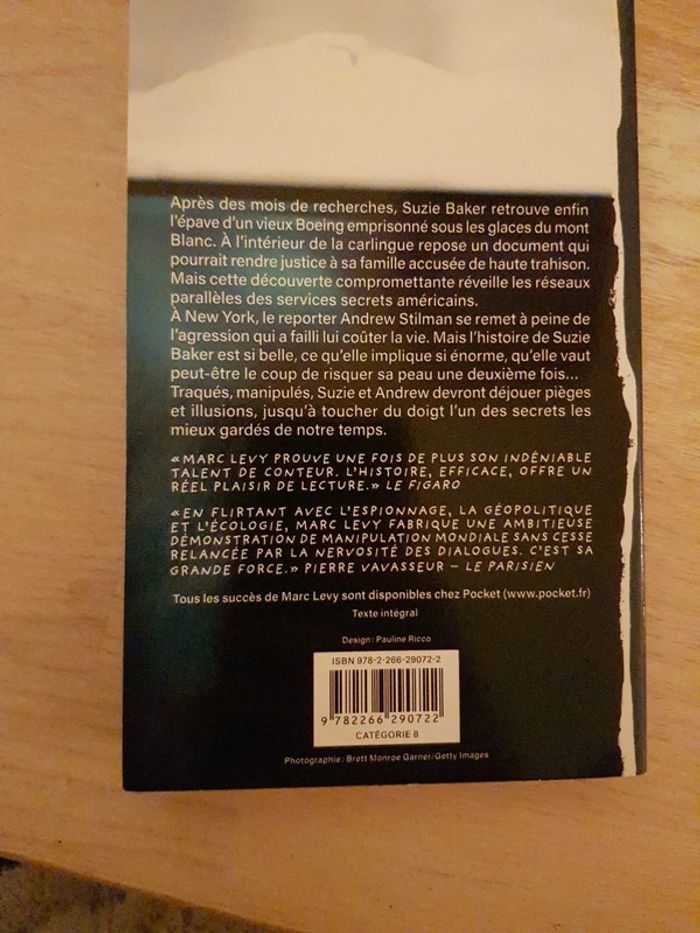 Après des mois de recherches, Suzie Baker retrouve enfin
l'épave d'un vieux Boeing emprisonné sous les glaces du mont
Blanc. À l'intérieur de la carlingue repose un document qui
pourrait rendre justice à sa famille accusée de haute trahison.
Mais cette découverte compromettante réveille les réseaux
parallèles des services secrets américains.
À New York, le reporter Andrew Stilman se remet à peine de
l'agression qui a failli lui coûter la vie. Mais l'histoire de Suzie
Baker est si belle, ce qu'elle implique si énorme, qu'elle vaut
peut-être le coup de risquer sa peau une deuxième fois...
Traqués, manipulés, Suzie et Andrew devront déjouer pièges
et illusions, jusqu'à toucher du doigt l'un des secrets les
mieux gardés de notre temps.
« MARC LEVY PROUVE UNE FOIS DE PLUS SON INDÉNIABLE
TALENT DE CONTEUR. L'HISTOIRE, EFFICACE, OFFRE UN
RÉEL PLAISIR DE LECTURE. » LE FIGARO
« EN FLIRTANT AVEC L'ESPIONNAGE, LA GÉOPOLITIQUE
ET L'ÉCOLOGIE, MARC LEVY FABRIQUE UNE AMBITIEUSE
DÉMONSTRATION DE MANIPULATION MONDIALE SANS CESSE
RELANCÉE PAR LA NERVOSITÉ DES DIALOGUES. C'EST SA
GRANDE FORCE. » PIERRE VAVASSEUR – LE PARISIEN
Tous les succès de Marc Levy sont disponibles chez Pocket (www.pocket.fr)
Texte intégral
Design : Pauline Ricco
ISBN 978-2-266-29072-2
9 782266 290722
CATÉGORIE 8
Photographie : Brett Monroe Garner/Getty Images